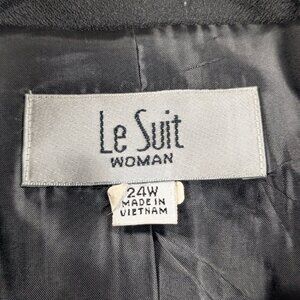 Le Suit
WOMAN
24W
MADE IN
VIETNAM